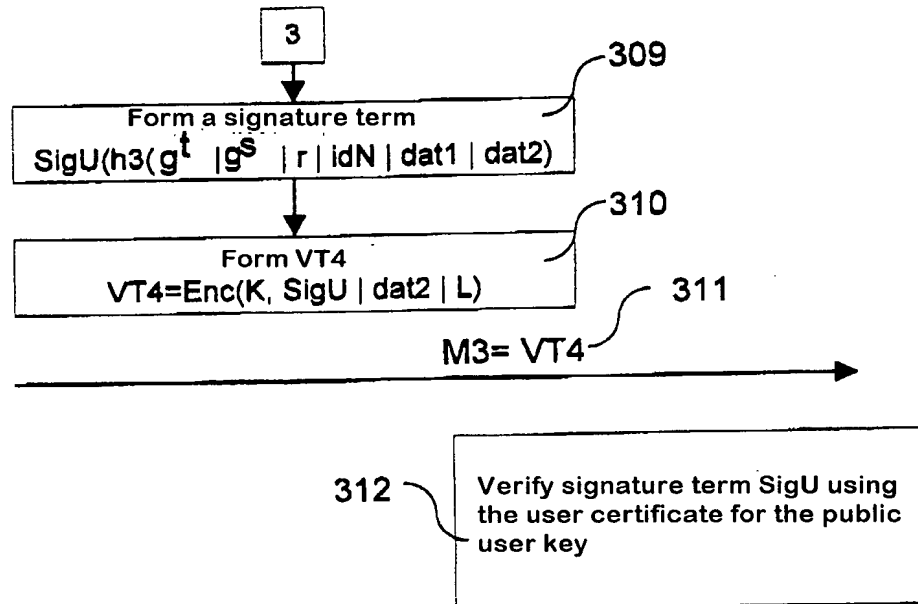 3
309
Form a signature term
SigU(h3( g^t |g^s | r | idN | dat1 | dat2)
310
Form VT4
VT4=Enc(K, SigU | dat2 | L)
311
M3= VT4
312
Verify signature term SigU using
the user certificate for the public
user key